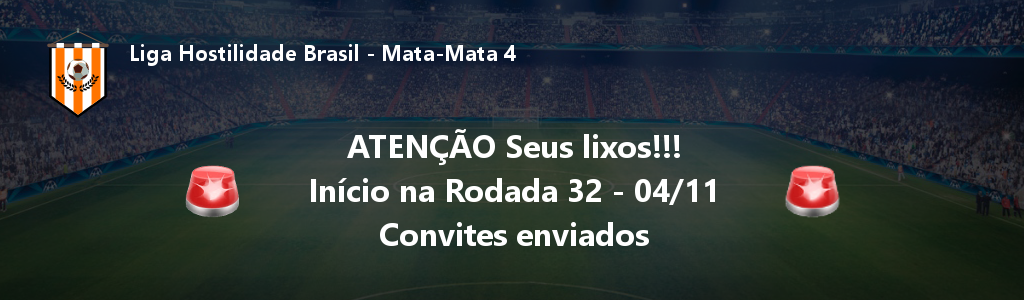 Liga Hostilidade Brasil - Mata-Mata 4
ATENÇÃO Seus lixos!!!
Início na Rodada 32 - 04/11
Convites enviados